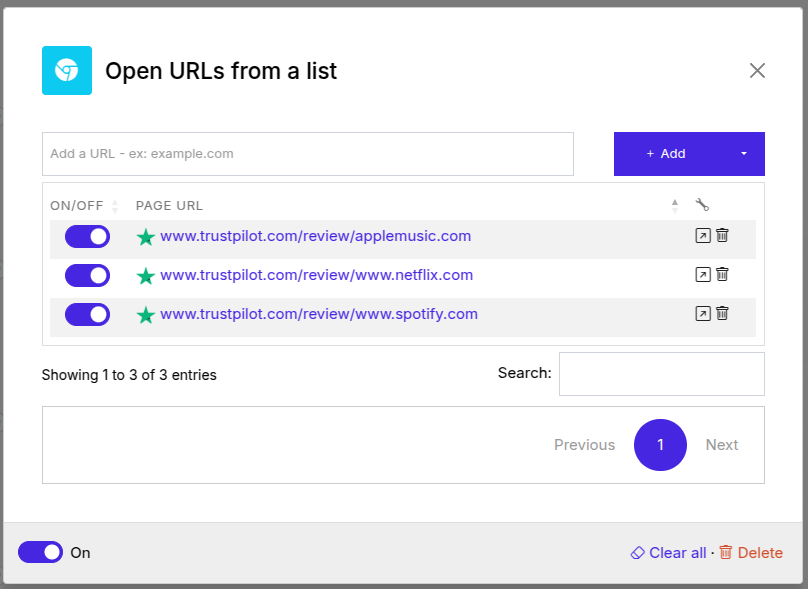 Open URLs from a list
Add a URL - ex: example.com
+ Add
ON/OFF PAGE URL
www.trustpilot.com/review/applemusic.com
www.trustpilot.com/review/www.netflix.com
www.trustpilot.com/review/www.spotify.com
Showing 1 to 3 of 3 entries
Search:
Previous 1 Next
On
Clear all · Delete